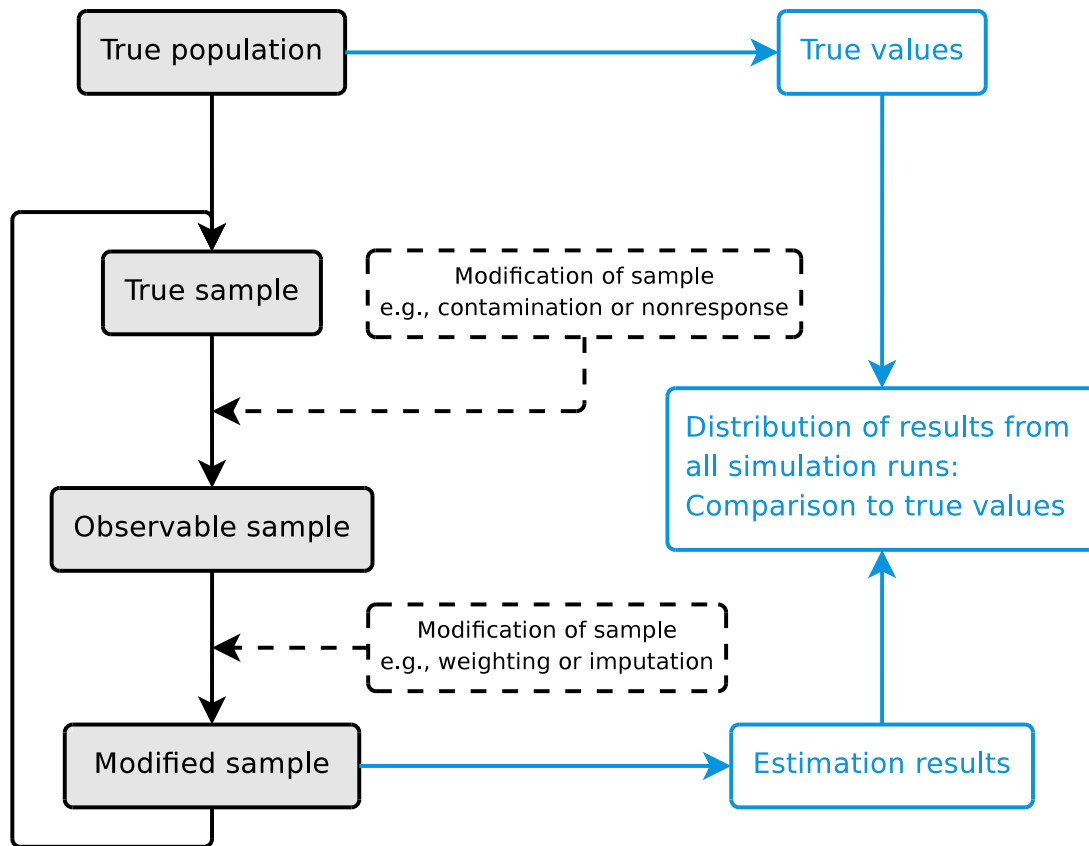 True population
True values
True sample
Modification of sample
e.g., contamination or nonresponse
Distribution of results from
all simulation runs:
Comparison to true values
Observable sample
Modification of sample
e.g., weighting or imputation
Modified sample
Estimation results